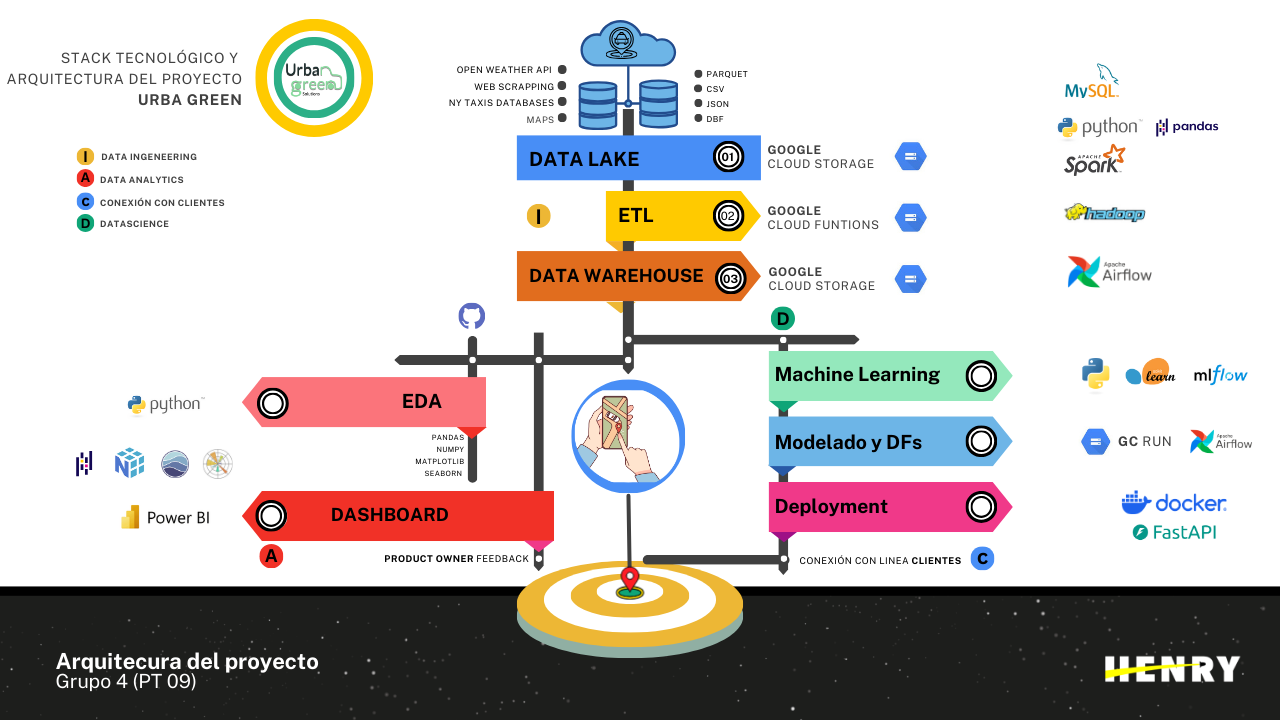 STACK TECNOLÓGICO Y
ARQUITECTURA DEL PROYECTO
URBA GREEN
Urban
green
Solutions
I DATA INGENEERING
A DATA ANALYTICS
C CONEXIÓN CON CLIENTES
D DATASCIENCE
OPEN WEATHER API
WEB SCRAPPING
NY TAXIS DATABASES
MAPS
PARQUET
CSV
JSON
DBF
DATA LAKE 01
GOOGLE
CLOUD STORAGE
I
ETL 02
GOOGLE
CLOUD FUNTIONS
DATA WAREHOUSE 03
GOOGLE
CLOUD STORAGE
MySQL
python
pandas
APACHE
Spark
hadoop
Apache
Airflow
D
EDA
python
PANDAS
NUMPY
MATPLOTLIB
SEABORN
DASHBOARD
Power BI
A
PRODUCT OWNER FEEDBACK
Machine Learning
learn
mlflow
Modelado y DFs
GC RUN
Apache
Airflow
Deployment
docker
FastAPI
CONEXIÓN CON LINEA CLIENTES C
Arquitecura del proyecto
Grupo 4 (PT 09)
HENRY